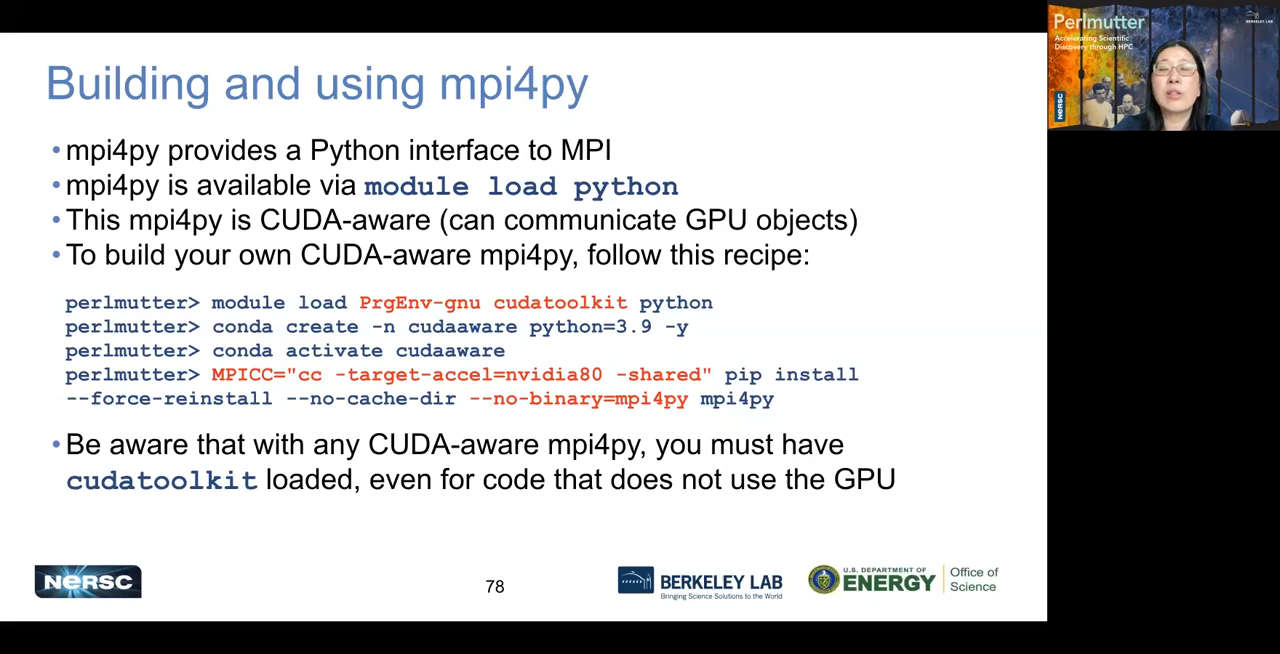 Building and using mpi4py
• mpi4py provides a Python interface to MPI
• mpi4py is available via module load python
• This mpi4py is CUDA-aware (can communicate GPU objects)
• To build your own CUDA-aware mpi4py, follow this recipe:
perlmutter> module load PrgEnv-gnu cudatoolkit python
perlmutter> conda create -n cudaaware python=3.9 -y
perlmutter> conda activate cudaaware
perlmutter> MPICC="cc -target-accel=nvidia80 -shared" pip install
--force-reinstall --no-cache-dir --no-binary=mpi4py mpi4py
• Be aware that with any CUDA-aware mpi4py, you must have
cudatoolkit loaded, even for code that does not use the GPU
NERSC
78
BERKELEY LAB
Bringing Science Solutions to the World
U.S. DEPARTMENT OF
ENERGY
Office of
Science
Perlmutter
Accelerating Scientific
Discovery through HPC
BERKELEY LAB
NERSC